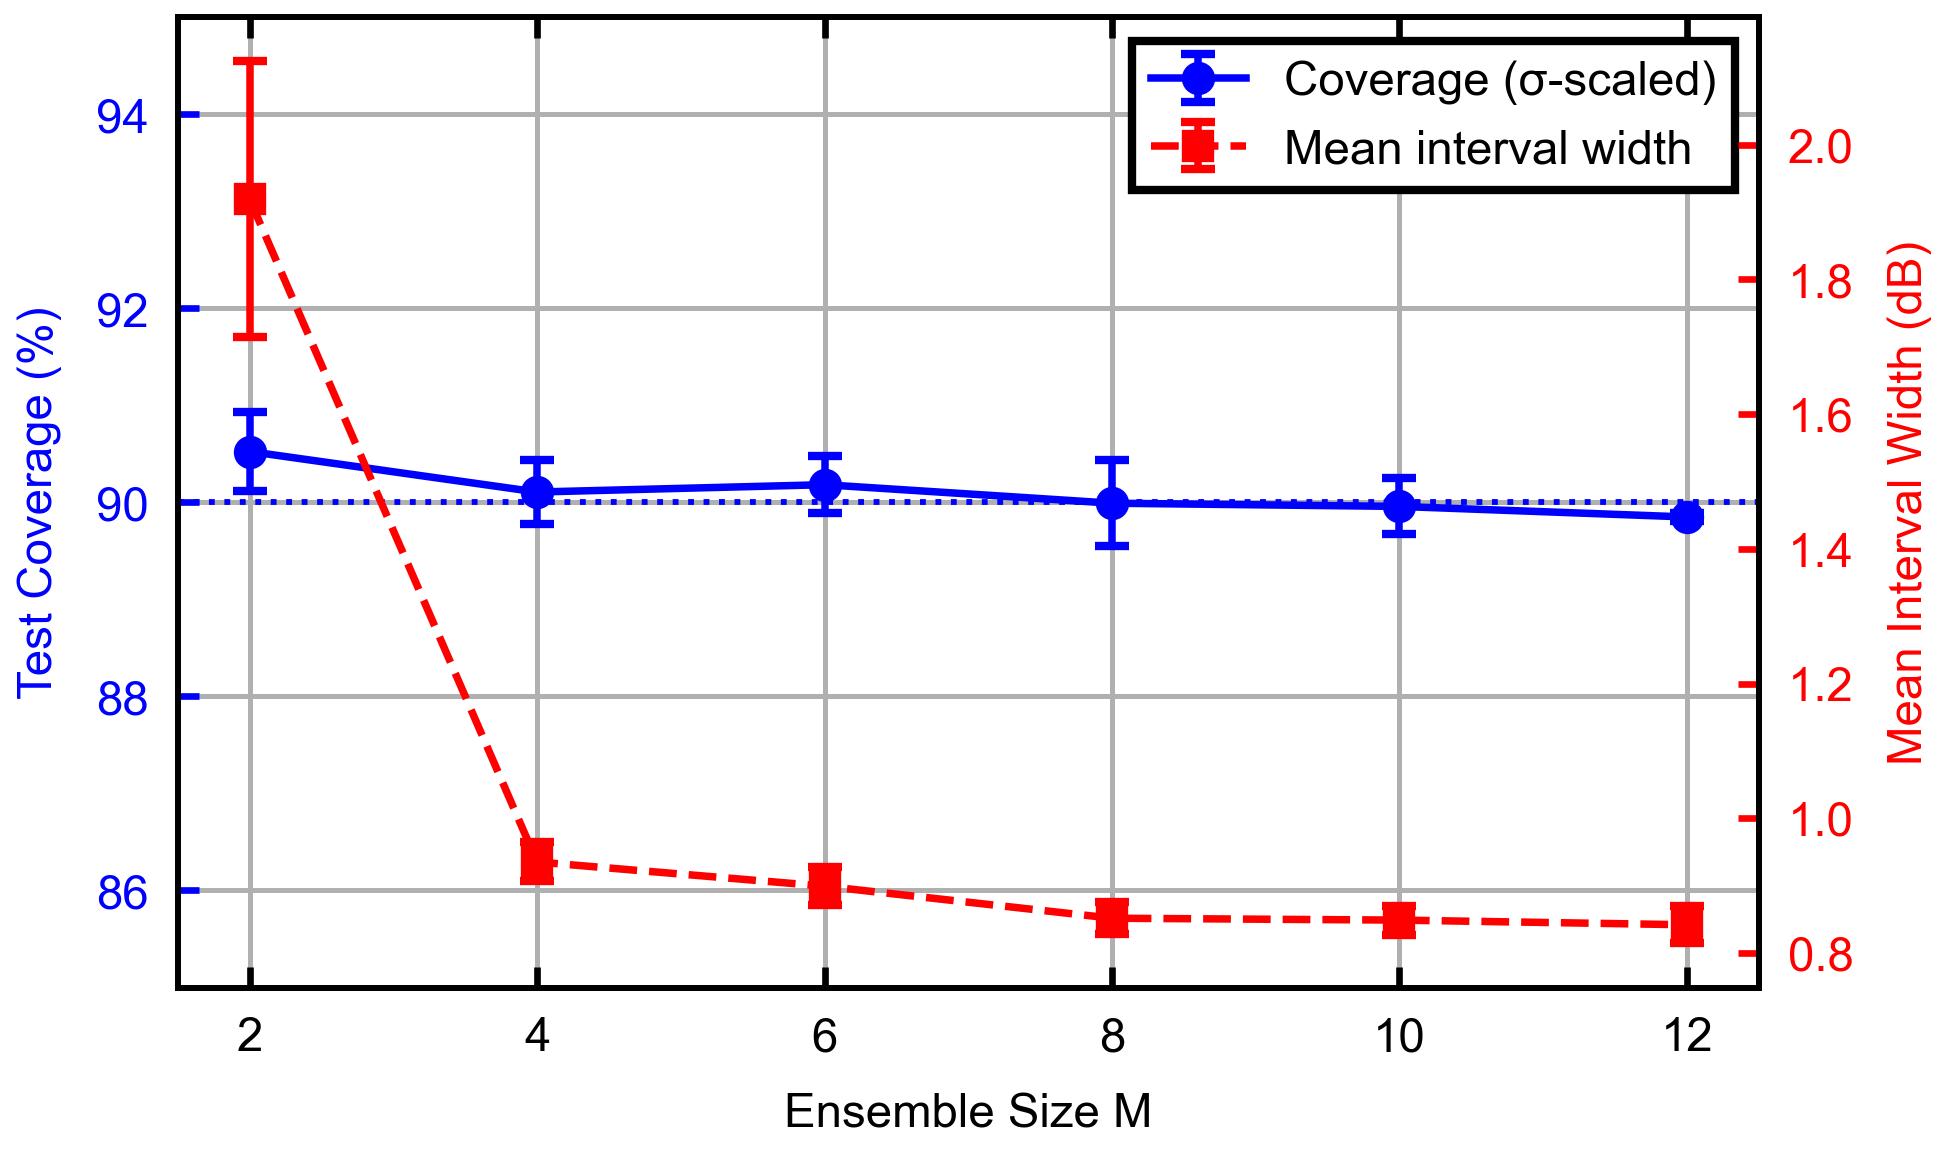 Coverage (σ-scaled)
Mean interval width
Test Coverage (%)
94
92
90
88
86
2.0
1.8
1.6
1.4
1.2
1.0
0.8
Mean Interval Width (dB)
2 4 6 8 10 12
Ensemble Size M